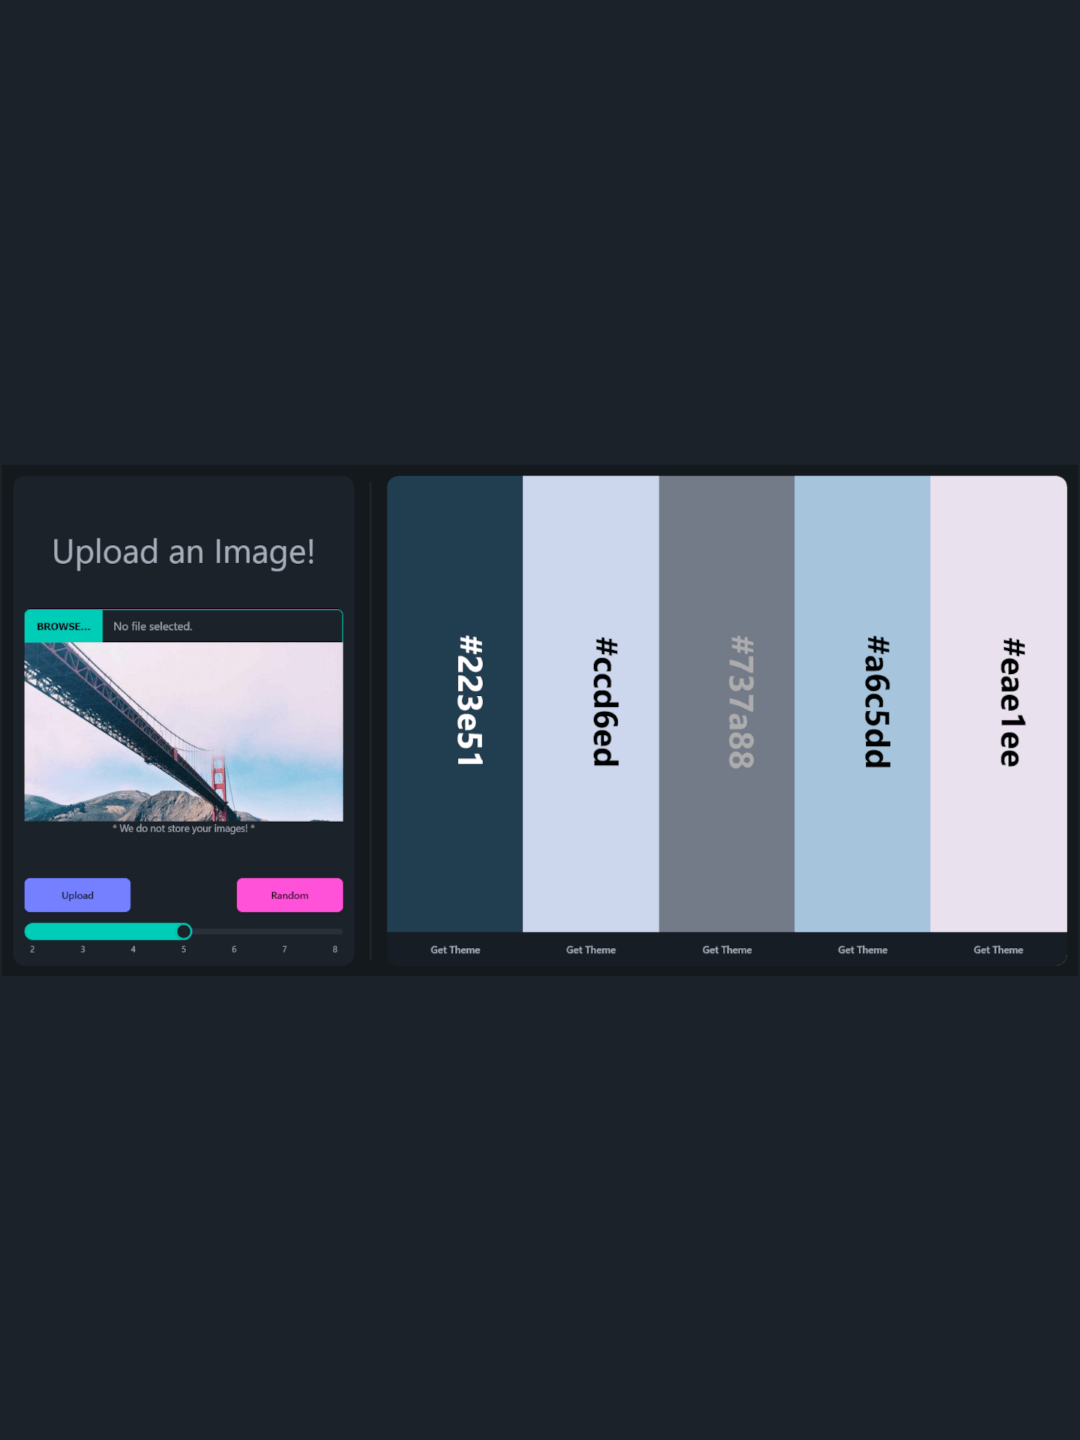 Upload an Image!
BROWSE... No file selected.
* We do not store your images! *
Upload Random
2 3 4 5 6 7 8
#223e51
#ccd6ed
#737a88
#a6c5dd
#eae1ee
Get Theme Get Theme Get Theme Get Theme Get Theme